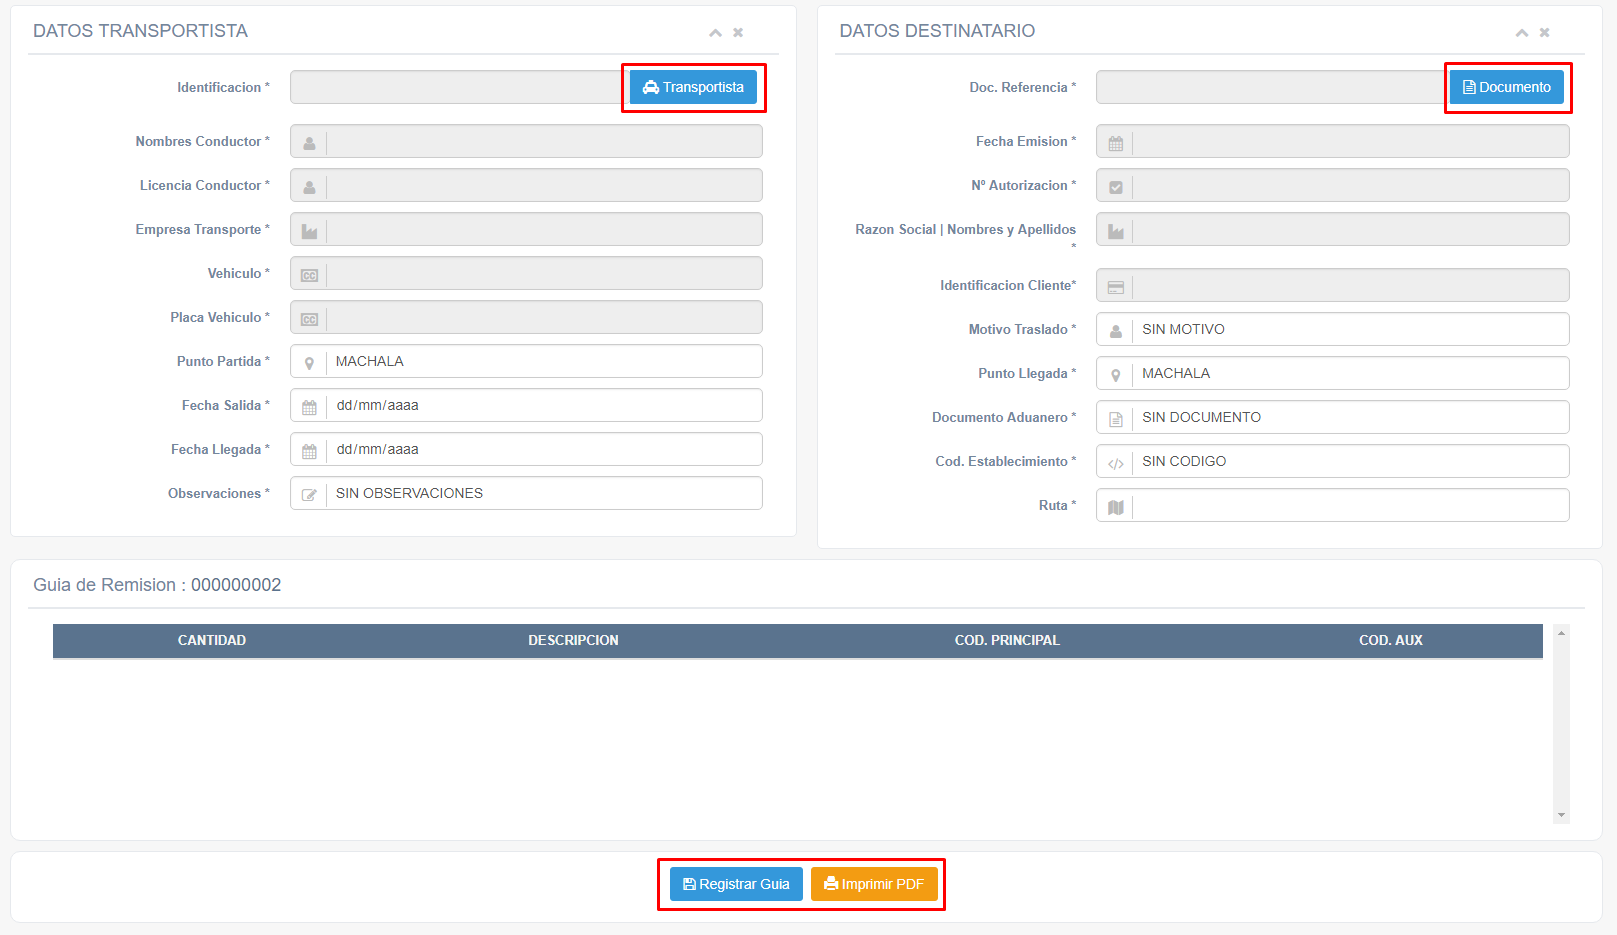 DATOS TRANSPORTISTA
Identificacion *
Transportista
Nombres Conductor *
Licencia Conductor *
Empresa Transporte *
Vehiculo *
Placa Vehiculo *
Punto Partida *
MACHALA
Fecha Salida *
dd/mm/aaaa
Fecha Llegada *
dd/mm/aaaa
Observaciones *
SIN OBSERVACIONES
DATOS DESTINATARIO
Doc. Referencia *
Documento
Fecha Emision *
Nº Autorizacion *
Razon Social | Nombres y Apellidos
*
Identificacion Cliente*
Motivo Traslado *
SIN MOTIVO
Punto Llegada *
MACHALA
Documento Aduanero *
SIN DOCUMENTO
Cod. Establecimiento *
SIN CODIGO
Ruta *
Guia de Remision : 000000002
CANTIDAD DESCRIPCION COD. PRINCIPAL COD. AUX
Registrar Guia Imprimir PDF